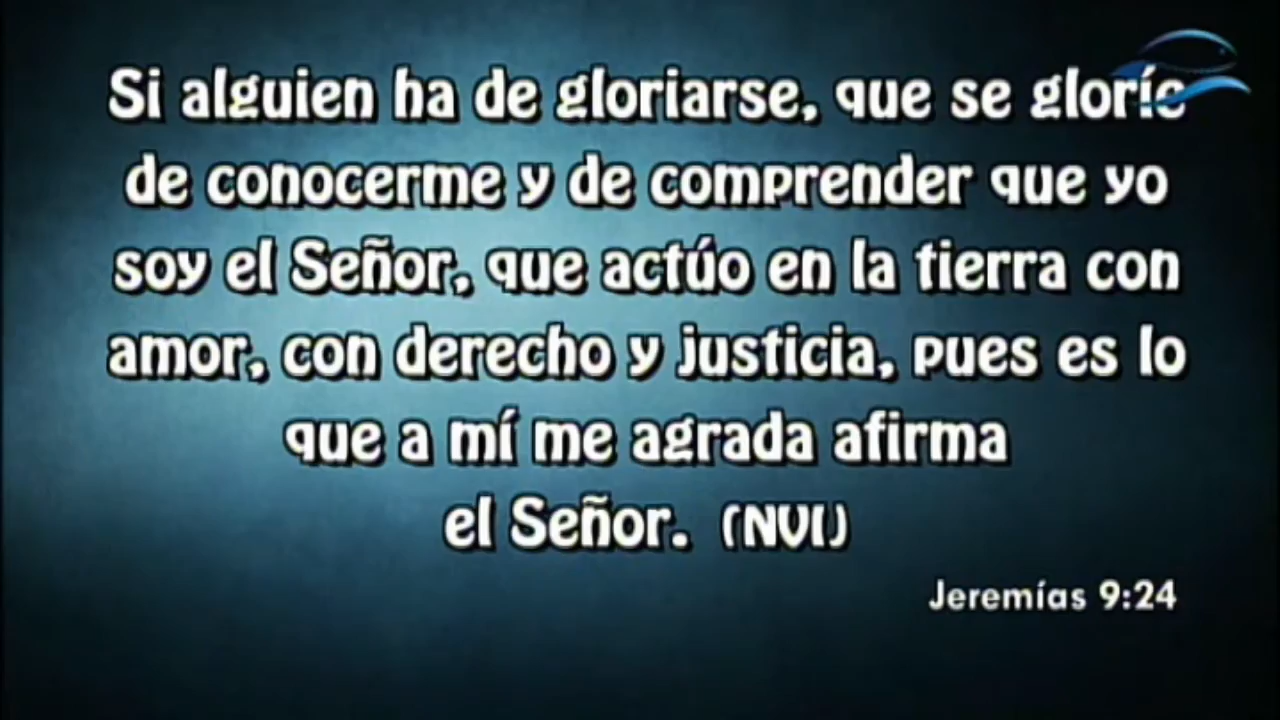 Si alguien ha de gloriarse, que se gloríe
de conocerme y de comprender que yo
soy el Señor, que actúo en la tierra con
amor, con derecho y justicia, pues es lo
que a mí me agrada afirma
el Señor. (NVI)
Jeremías 9:24